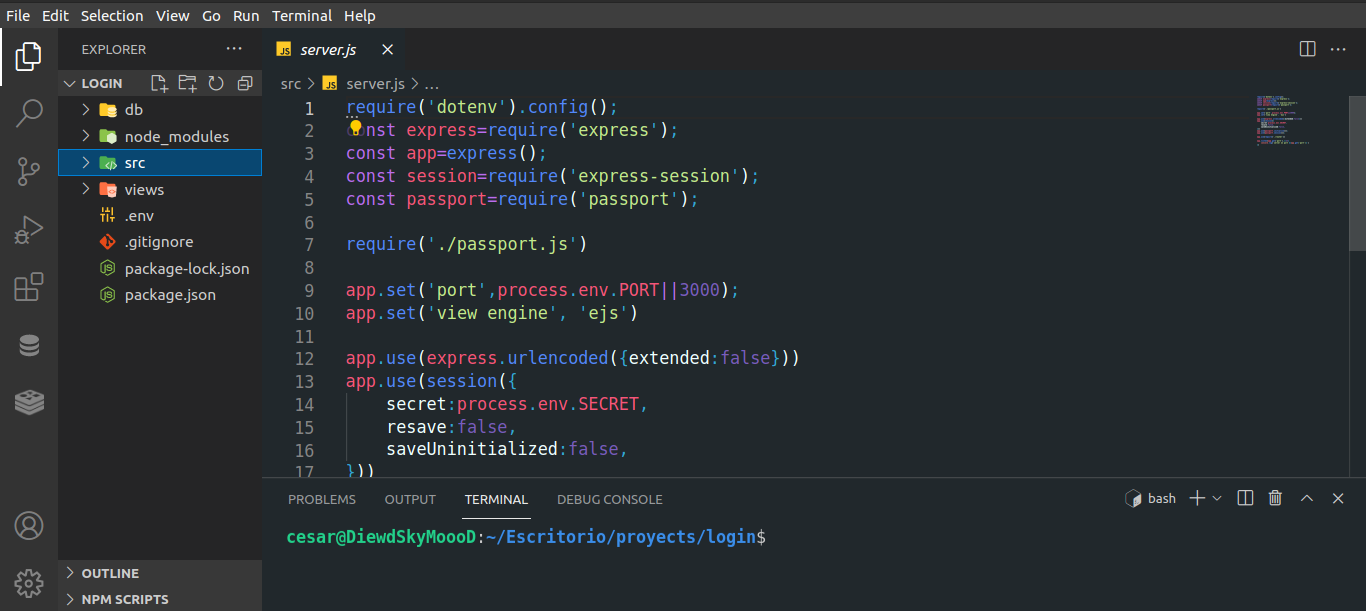 File Edit Selection View Go Run Terminal Help
EXPLORER ...
JS server.js
LOGIN
db
node_modules
src
views
.env
.gitignore
package-lock.json
package.json
OUTLINE
NPM SCRIPTS
src > JS server.js > ...
1 require('dotenv').config();
2 const express=require('express');
3 const app=express();
4 const session=require('express-session');
5 const passport=require('passport');
6
7 require('./passport.js')
8
9 app.set('port',process.env.PORT||3000);
10 app.set('view engine', 'ejs')
11
12 app.use(express.urlencoded({extended:false}))
13 app.use(session({
14 secret:process.env.SECRET,
15 resave:false,
16 saveUninitialized:false,
17 }))
PROBLEMS OUTPUT TERMINAL DEBUG CONSOLE bash
cesar@DiewdSkyMoooD:~/Escritorio/proyects/login$